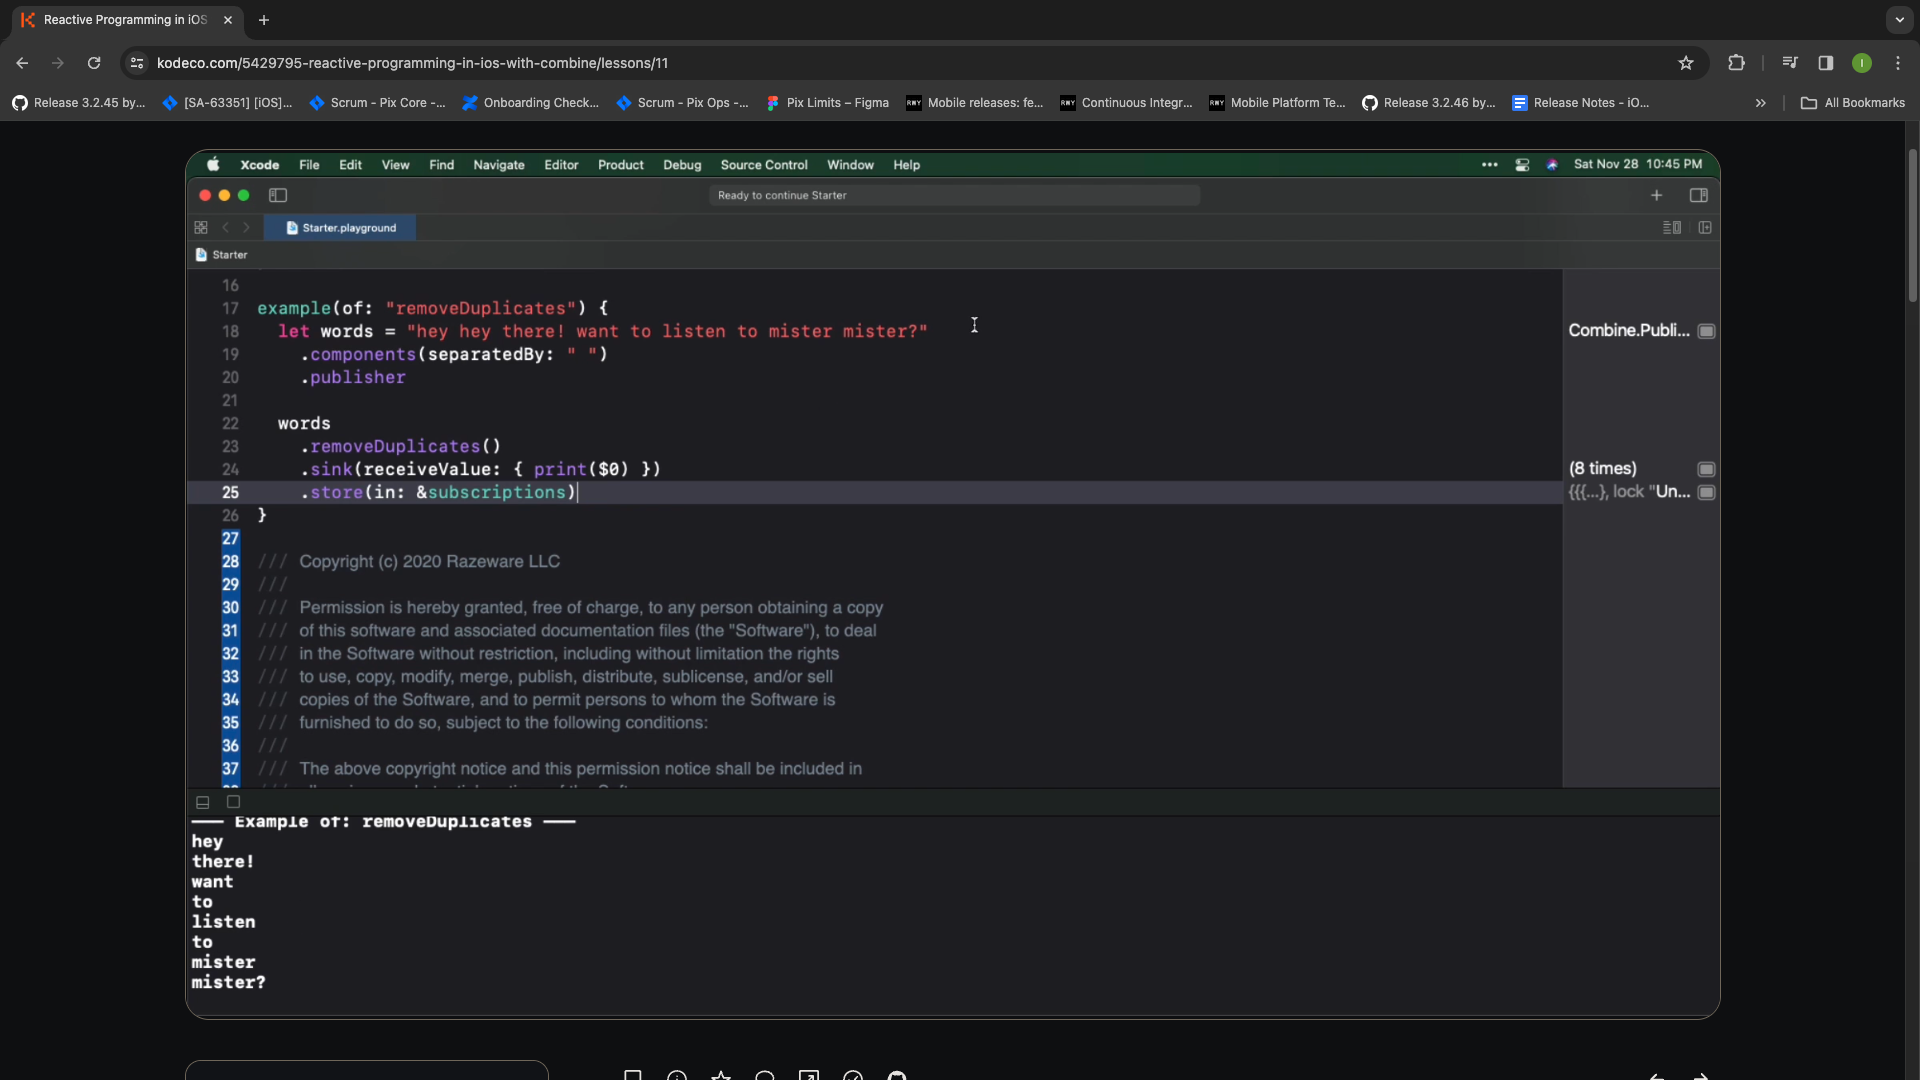 Reactive Programming in iOS
kodeco.com/5429795-reactive-programming-in-ios-with-combine/lessons/11
I
Release 3.2.45 by...
[SA-63351] [iOS]...
Scrum - Pix Core -...
Onboarding Check...
Scrum - Pix Ops -...
Pix Limits – Figma
Mobile releases: fe...
Continuous Integr...
Mobile Platform Te...
Release 3.2.46 by...
Release Notes - iO...
»
All Bookmarks
Xcode File Edit View Find Navigate Editor Product Debug Source Control Window Help
Sat Nov 28 10:45 PM
Ready to continue Starter
Starter.playground
Starter
16
17 example(of: "removeDuplicates") {
18 let words = "hey hey there! want to listen to mister mister?"
Combine.Publi...
19 .components(separatedBy: " ")
20 .publisher
21
22 words
23 .removeDuplicates()
24 .sink(receiveValue: { print($0) })
(8 times)
25 .store(in: &subscriptions)
{{{...}, lock "Un...
26 }
27
28 /// Copyright (c) 2020 Razeware LLC
29 ///
30 /// Permission is hereby granted, free of charge, to any person obtaining a copy
31 /// of this software and associated documentation files (the "Software"), to deal
32 /// in the Software without restriction, including without limitation the rights
33 /// to use, copy, modify, merge, publish, distribute, sublicense, and/or sell
34 /// copies of the Software, and to permit persons to whom the Software is
35 /// furnished to do so, subject to the following conditions:
36 ///
37 /// The above copyright notice and this permission notice shall be included in
—— Example of: removeDuplicates ——
hey
there!
want
to
listen
to
mister
mister?